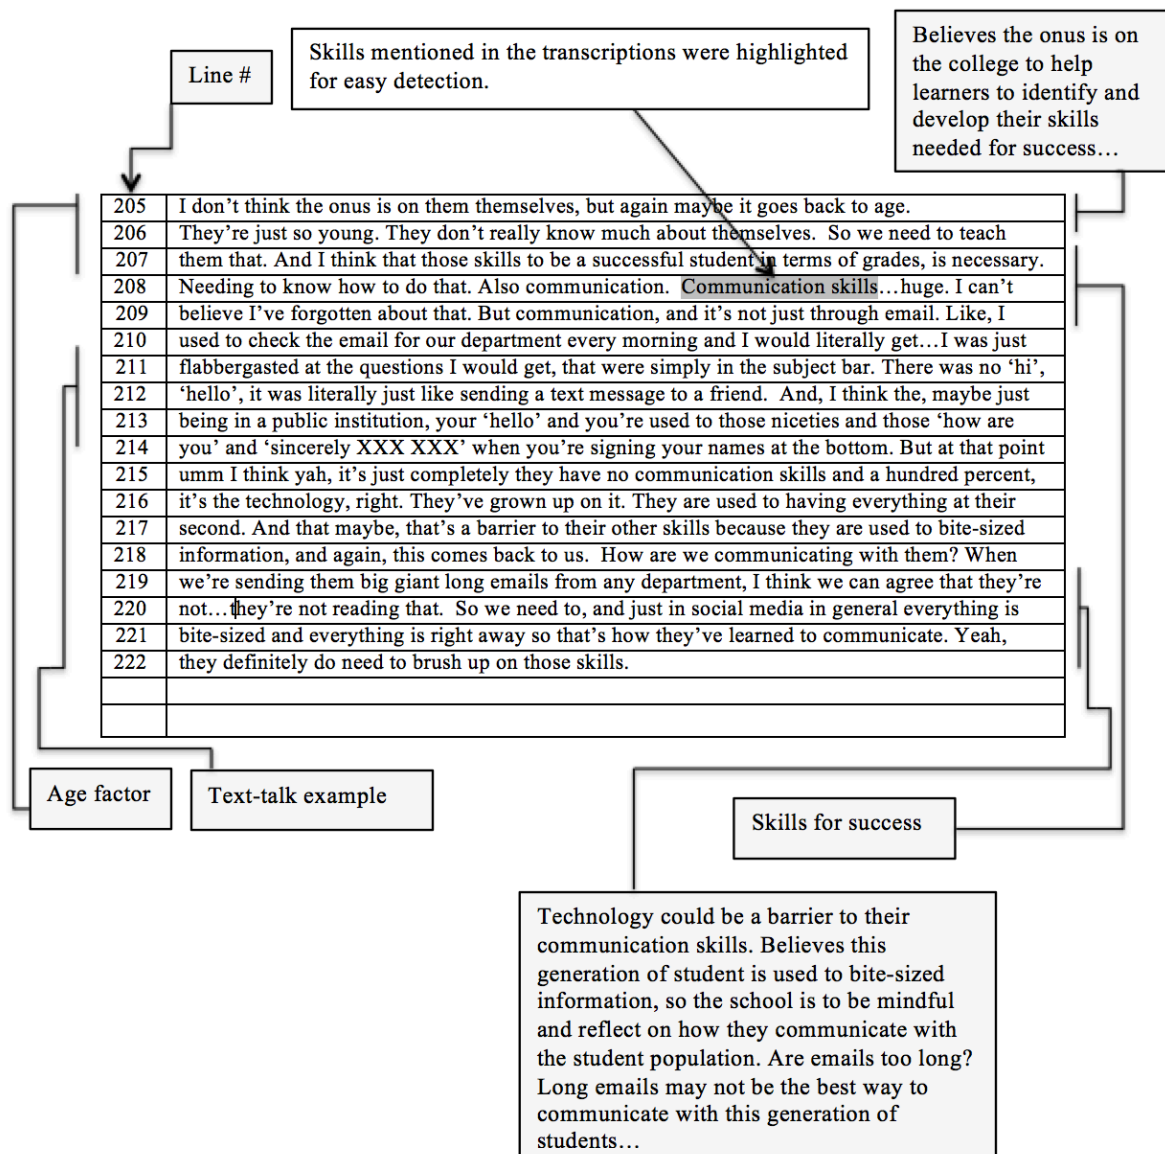 Line #
Skills mentioned in the transcriptions were highlighted
for easy detection.
Believes the onus is on
the college to help
learners to identify and
develop their skills
needed for success…
205 I don’t think the onus is on them themselves, but again maybe it goes back to age.
206 They’re just so young. They don’t really know much about themselves.  So we need to teach
207 them that. And I think that those skills to be a successful student in terms of grades, is necessary.
208 Needing to know how to do that. Also communication.  Communication skills…huge. I can’t
209 believe I’ve forgotten about that. But communication, and it’s not just through email. Like, I
210 used to check the email for our department every morning and I would literally get…I was just
211 flabbergasted at the questions I would get, that were simply in the subject bar. There was no ‘hi’,
212 ‘hello’, it was literally just like sending a text message to a friend.  And, I think the, maybe just
213 being in a public institution, your ‘hello’ and you’re used to those niceties and those ‘how are
214 you’ and ‘sincerely XXX XXX’ when you’re signing your names at the bottom. But at that point
215 umm I think yah, it’s just completely they have no communication skills and a hundred percent,
216 it’s the technology, right. They’ve grown up on it. They are used to having everything at their
217 second. And that maybe, that’s a barrier to their other skills because they are used to bite-sized
218 information, and again, this comes back to us.  How are we communicating with them? When
219 we’re sending them big giant long emails from any department, I think we can agree that they’re
220 not…they’re not reading that.  So we need to, and just in social media in general everything is
221 bite-sized and everything is right away so that’s how they’ve learned to communicate. Yeah,
222 they definitely do need to brush up on those skills.
Age factor
Text-talk example
Skills for success
Technology could be a barrier to their
communication skills. Believes this
generation of student is used to bite-sized
information, so the school is to be mindful
and reflect on how they communicate with
the student population. Are emails too long?
Long emails may not be the best way to
communicate with this generation of
students…